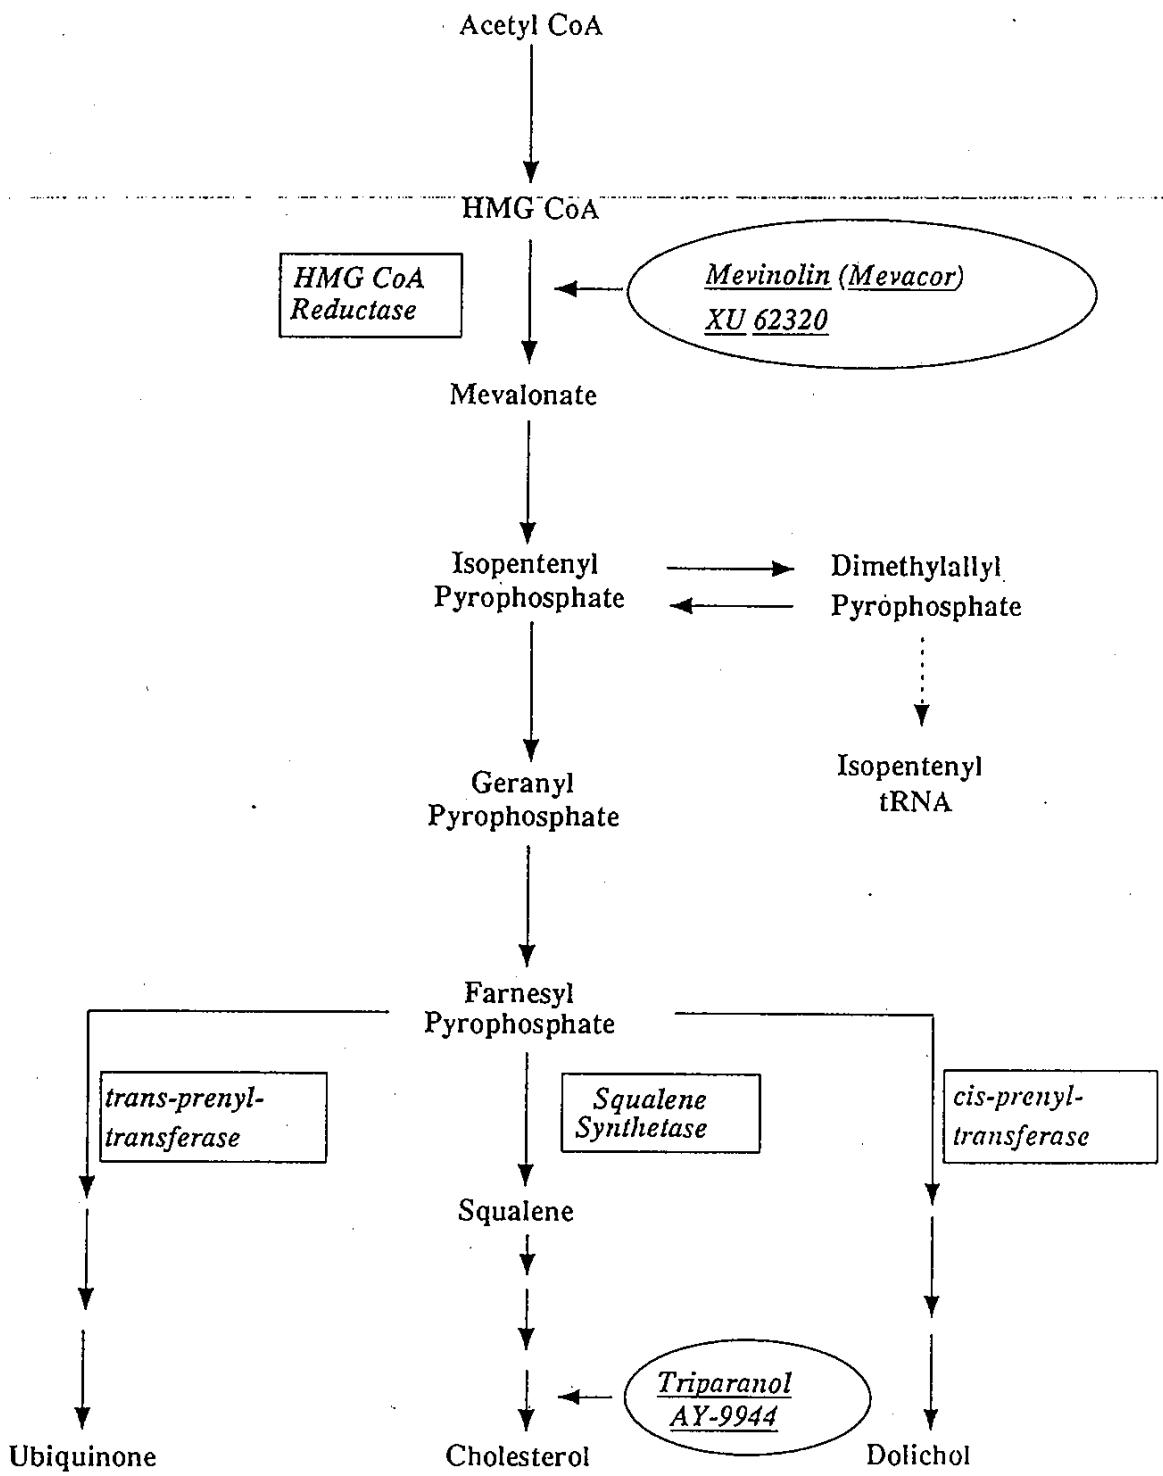 Acetyl CoA
HMG CoA
HMG CoA
Reductase
Mevinolin (Mevacor)
XU 62320
Mevalonate
Isopentenyl
Pyrophosphate
Dimethylallyl
Pyrophosphate
Geranyl
Pyrophosphate
Isopentenyl
tRNA
Farnesyl
Pyrophosphate
trans-prenyl-
transferase
Squalene
Synthetase
cis-prenyl-
transferase
Squalene
Triparanol
AY-9944
Ubiquinone
Cholesterol
Dolichol